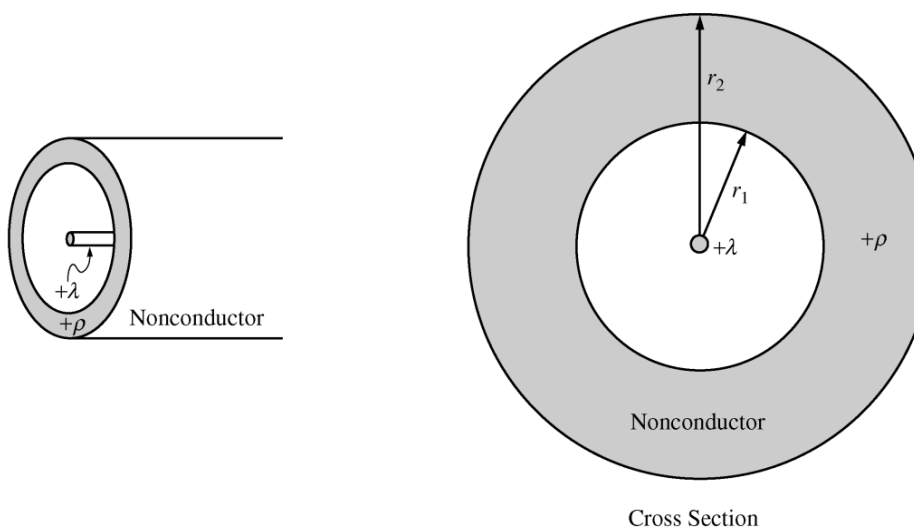 +λ
+ρ
Nonconductor
r₂
r₁
+λ
+ρ
Nonconductor
Cross Section